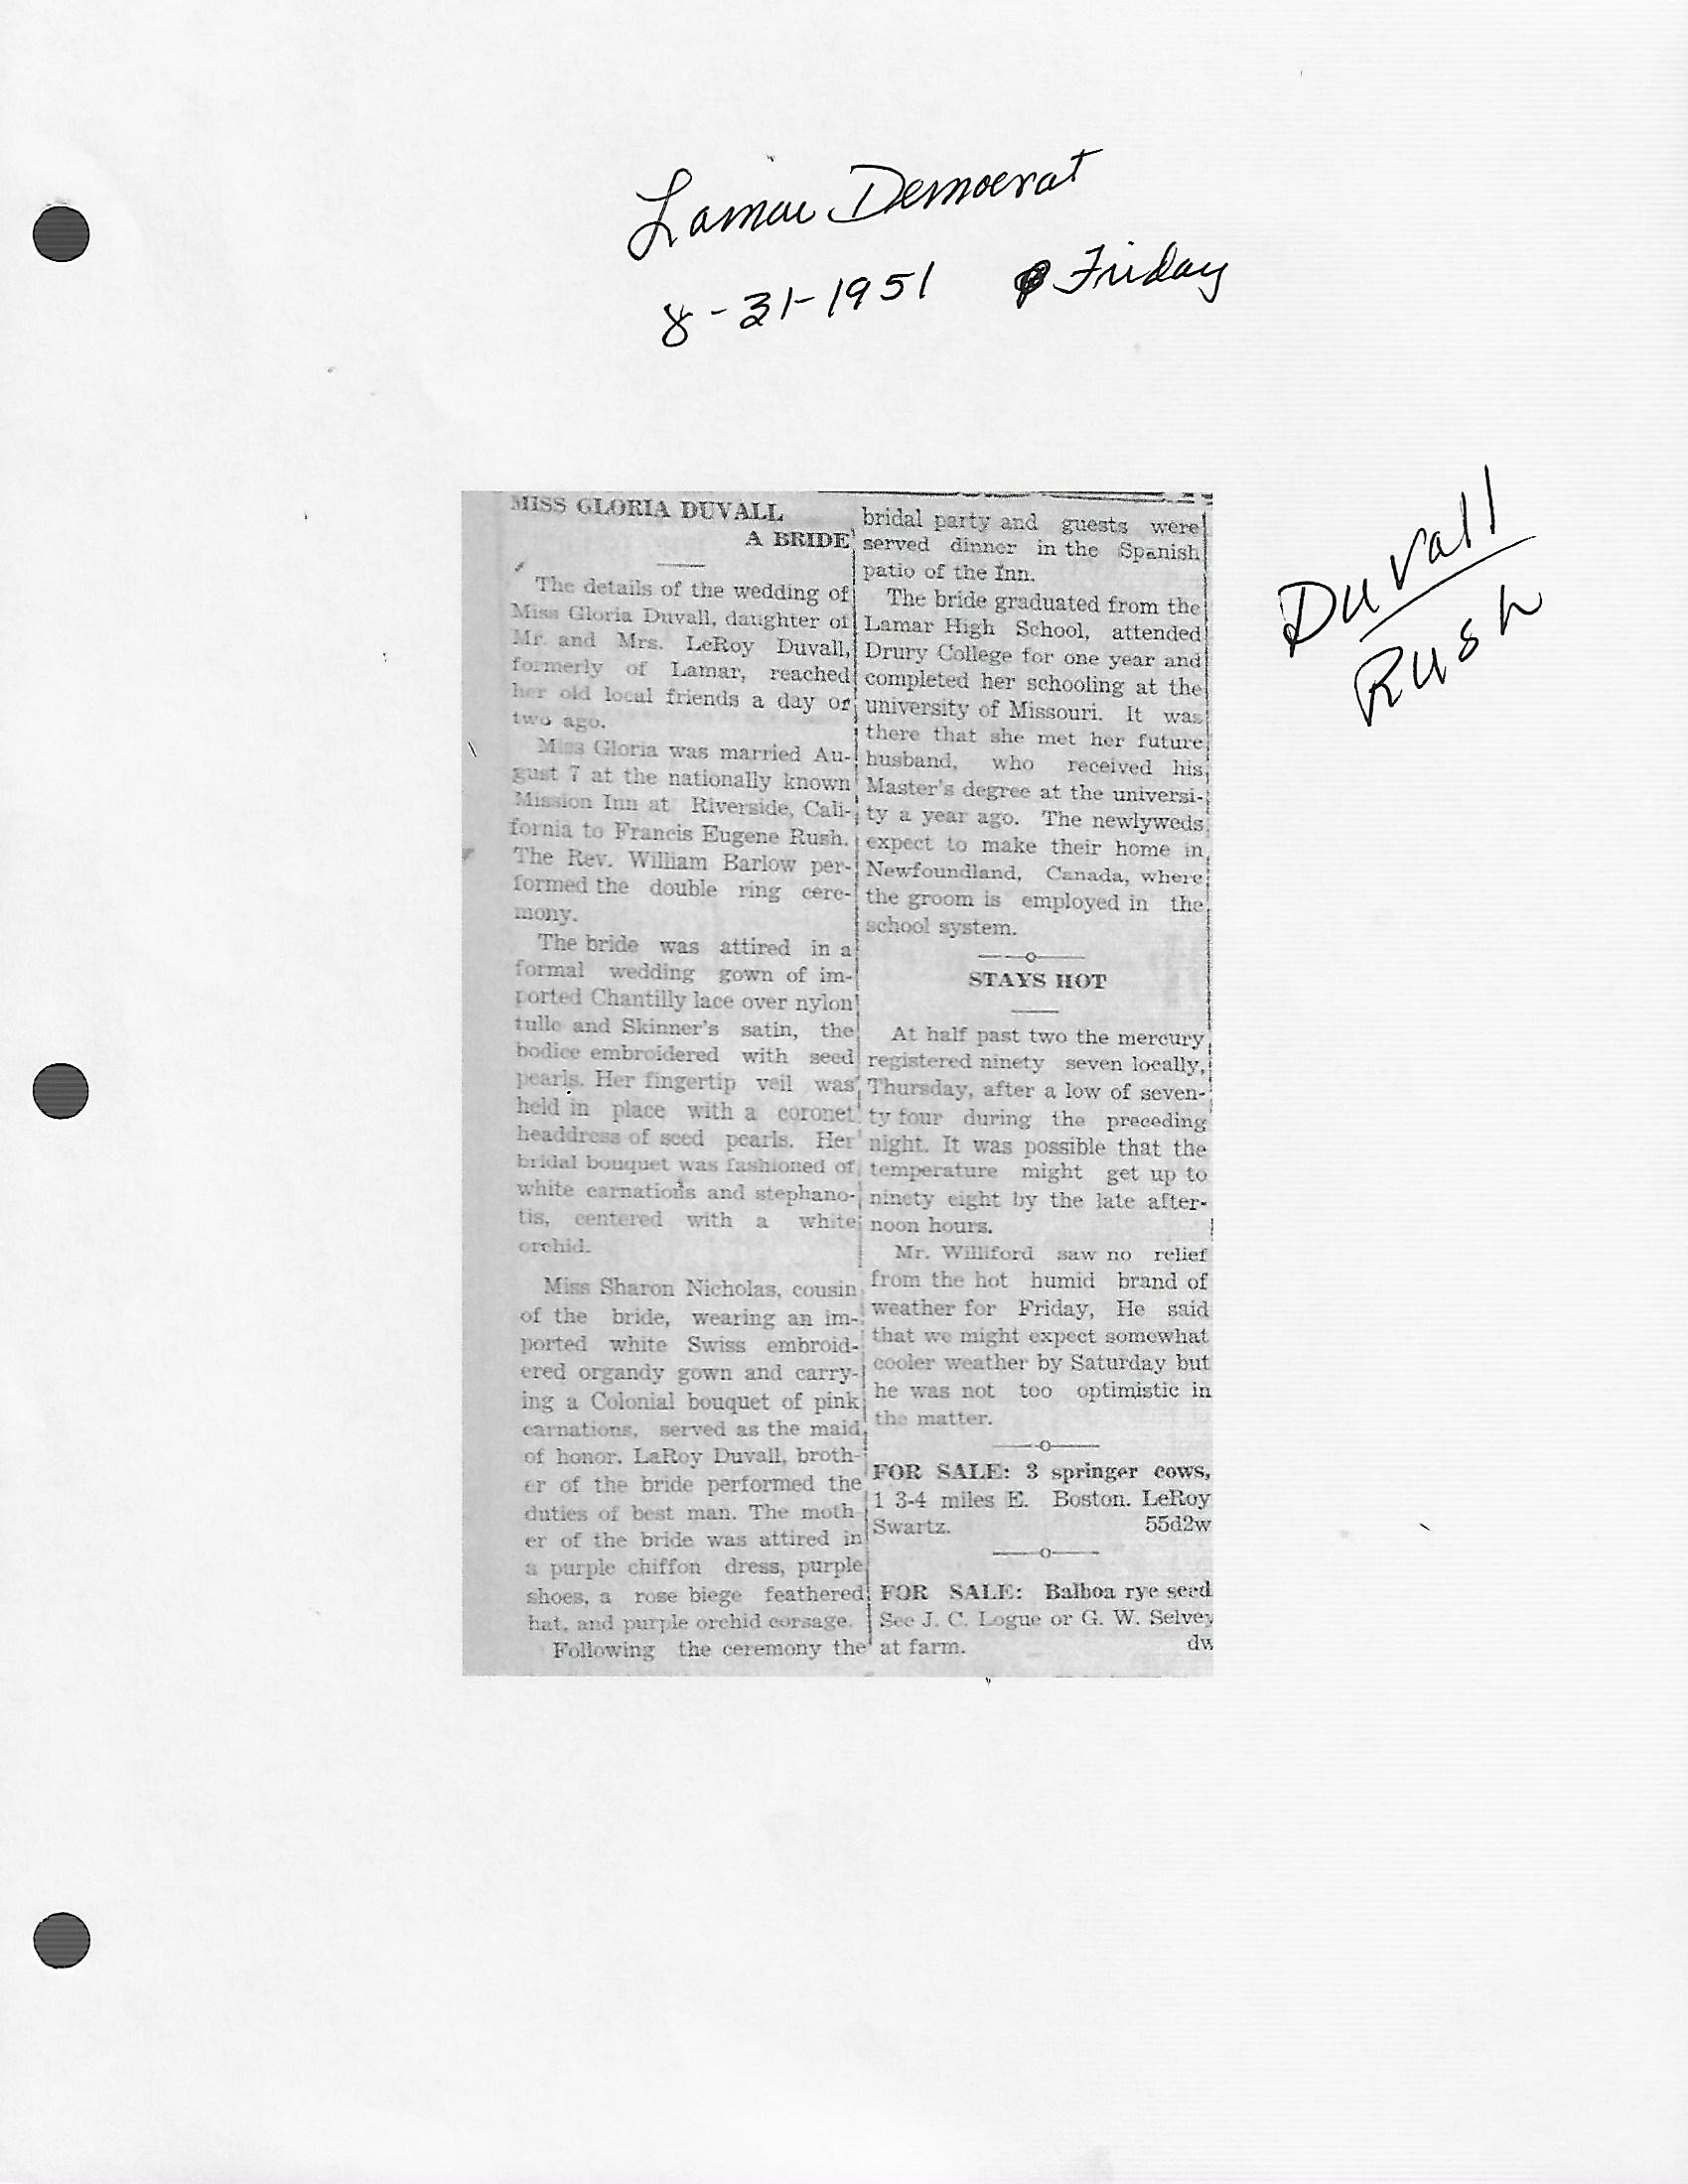 Lamar Democrat
8-31-1951 Friday
Duvall
Rush
MISS GLORIA DUVALL
A BRIDE
The details of the wedding of
Miss Gloria Duvall, daughter of
Mr. and Mrs. LeRoy Duvall,
formerly of Lamar, reached
her old local friends a day or
two ago.
Miss Gloria was married Au-
gust 7 at the nationally known
Mission Inn at Riverside, Cali-
fornia to Francis Eugene Rush.
The Rev. William Barlow per-
formed the double ring cere-
mony.
The bride was attired in a
formal wedding gown of im-
ported Chantilly lace over nylon
tulle and Skinner's satin, the
bodice embroidered with seed
pearls. Her fingertip veil was
held in place with a coronet
headdress of seed pearls. Her
bridal bouquet was fashioned of
white carnations and stephano-
tis, centered with a white
orchid.
Miss Sharon Nicholas, cousin
of the bride, wearing an im-
ported white Swiss embroid-
ered organdy gown and carry-
ing a Colonial bouquet of pink
carnations, served as the maid
of honor. LaRoy Duvall, broth-
er of the bride performed the
duties of best man. The moth-
er of the bride was attired in
a purple chiffon dress, purple
shoes, a rose biege feathered
hat, and purple orchid corsage.
Following the ceremony the
bridal party and guests were
served dinner in the Spanish
patio of the Inn.
The bride graduated from the
Lamar High School, attended
Drury College for one year and
completed her schooling at the
university of Missouri. It was
there that she met her future
husband, who received his
Master's degree at the universi-
ty a year ago. The newlyweds
expect to make their home in
Newfoundland, Canada, where
the groom is employed in the
school system.
STAYS HOT
At half past two the mercury
registered ninety seven locally,
Thursday, after a low of seven-
ty four during the preceding
night. It was possible that the
temperature might get up to
ninety eight by the late after-
noon hours.
Mr. Williford saw no relief
from the hot humid brand of
weather for Friday, He said
that we might expect somewhat
cooler weather by Saturday but
he was not too optimistic in
the matter.
FOR SALE: 3 springer cows,
1 3-4 miles E. Boston. LeRoy
Swartz. 55d2w
FOR SALE: Balboa rye seed
See J. C. Logue or G. W. Selvey
at farm. dw